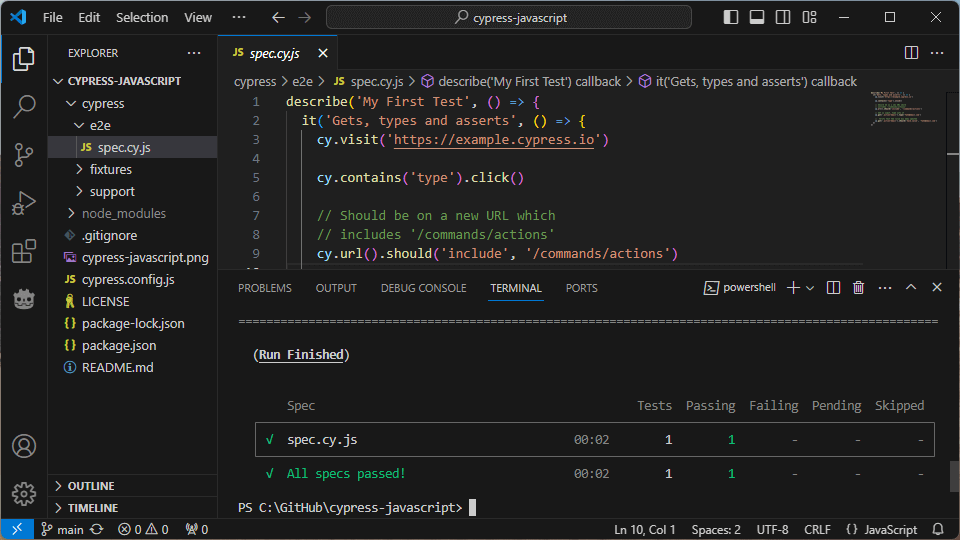 File Edit Selection View ··· cypress-javascript
EXPLORER ···
CYPRESS-JAVASCRIPT
cypress
e2e
JS spec.cy.js
fixtures
support
node_modules
.gitignore
cypress-javascript.png
JS cypress.config.js
LICENSE
{} package-lock.json
{} package.json
README.md
OUTLINE
TIMELINE
JS spec.cy.js
cypress > e2e > JS spec.cy.js > describe('My First Test') callback > it('Gets, types and asserts') callback
1 describe('My First Test', () => {
2 it('Gets, types and asserts', () => {
3 cy.visit('https://example.cypress.io')
4
5 cy.contains('type').click()
6
7 // Should be on a new URL which
8 // includes '/commands/actions'
9 cy.url().should('include', '/commands/actions')
PROBLEMS OUTPUT DEBUG CONSOLE TERMINAL PORTS powershell
================================================================================
(Run Finished)
Spec Tests Passing Failing Pending Skipped
√ spec.cy.js 00:02 1 1 - - -
√ All specs passed! 00:02 1 1 - - -
PS C:\GitHub\cypress-javascript>
main 0 0 0 Ln 10, Col 1 Spaces: 2 UTF-8 CRLF {} JavaScript